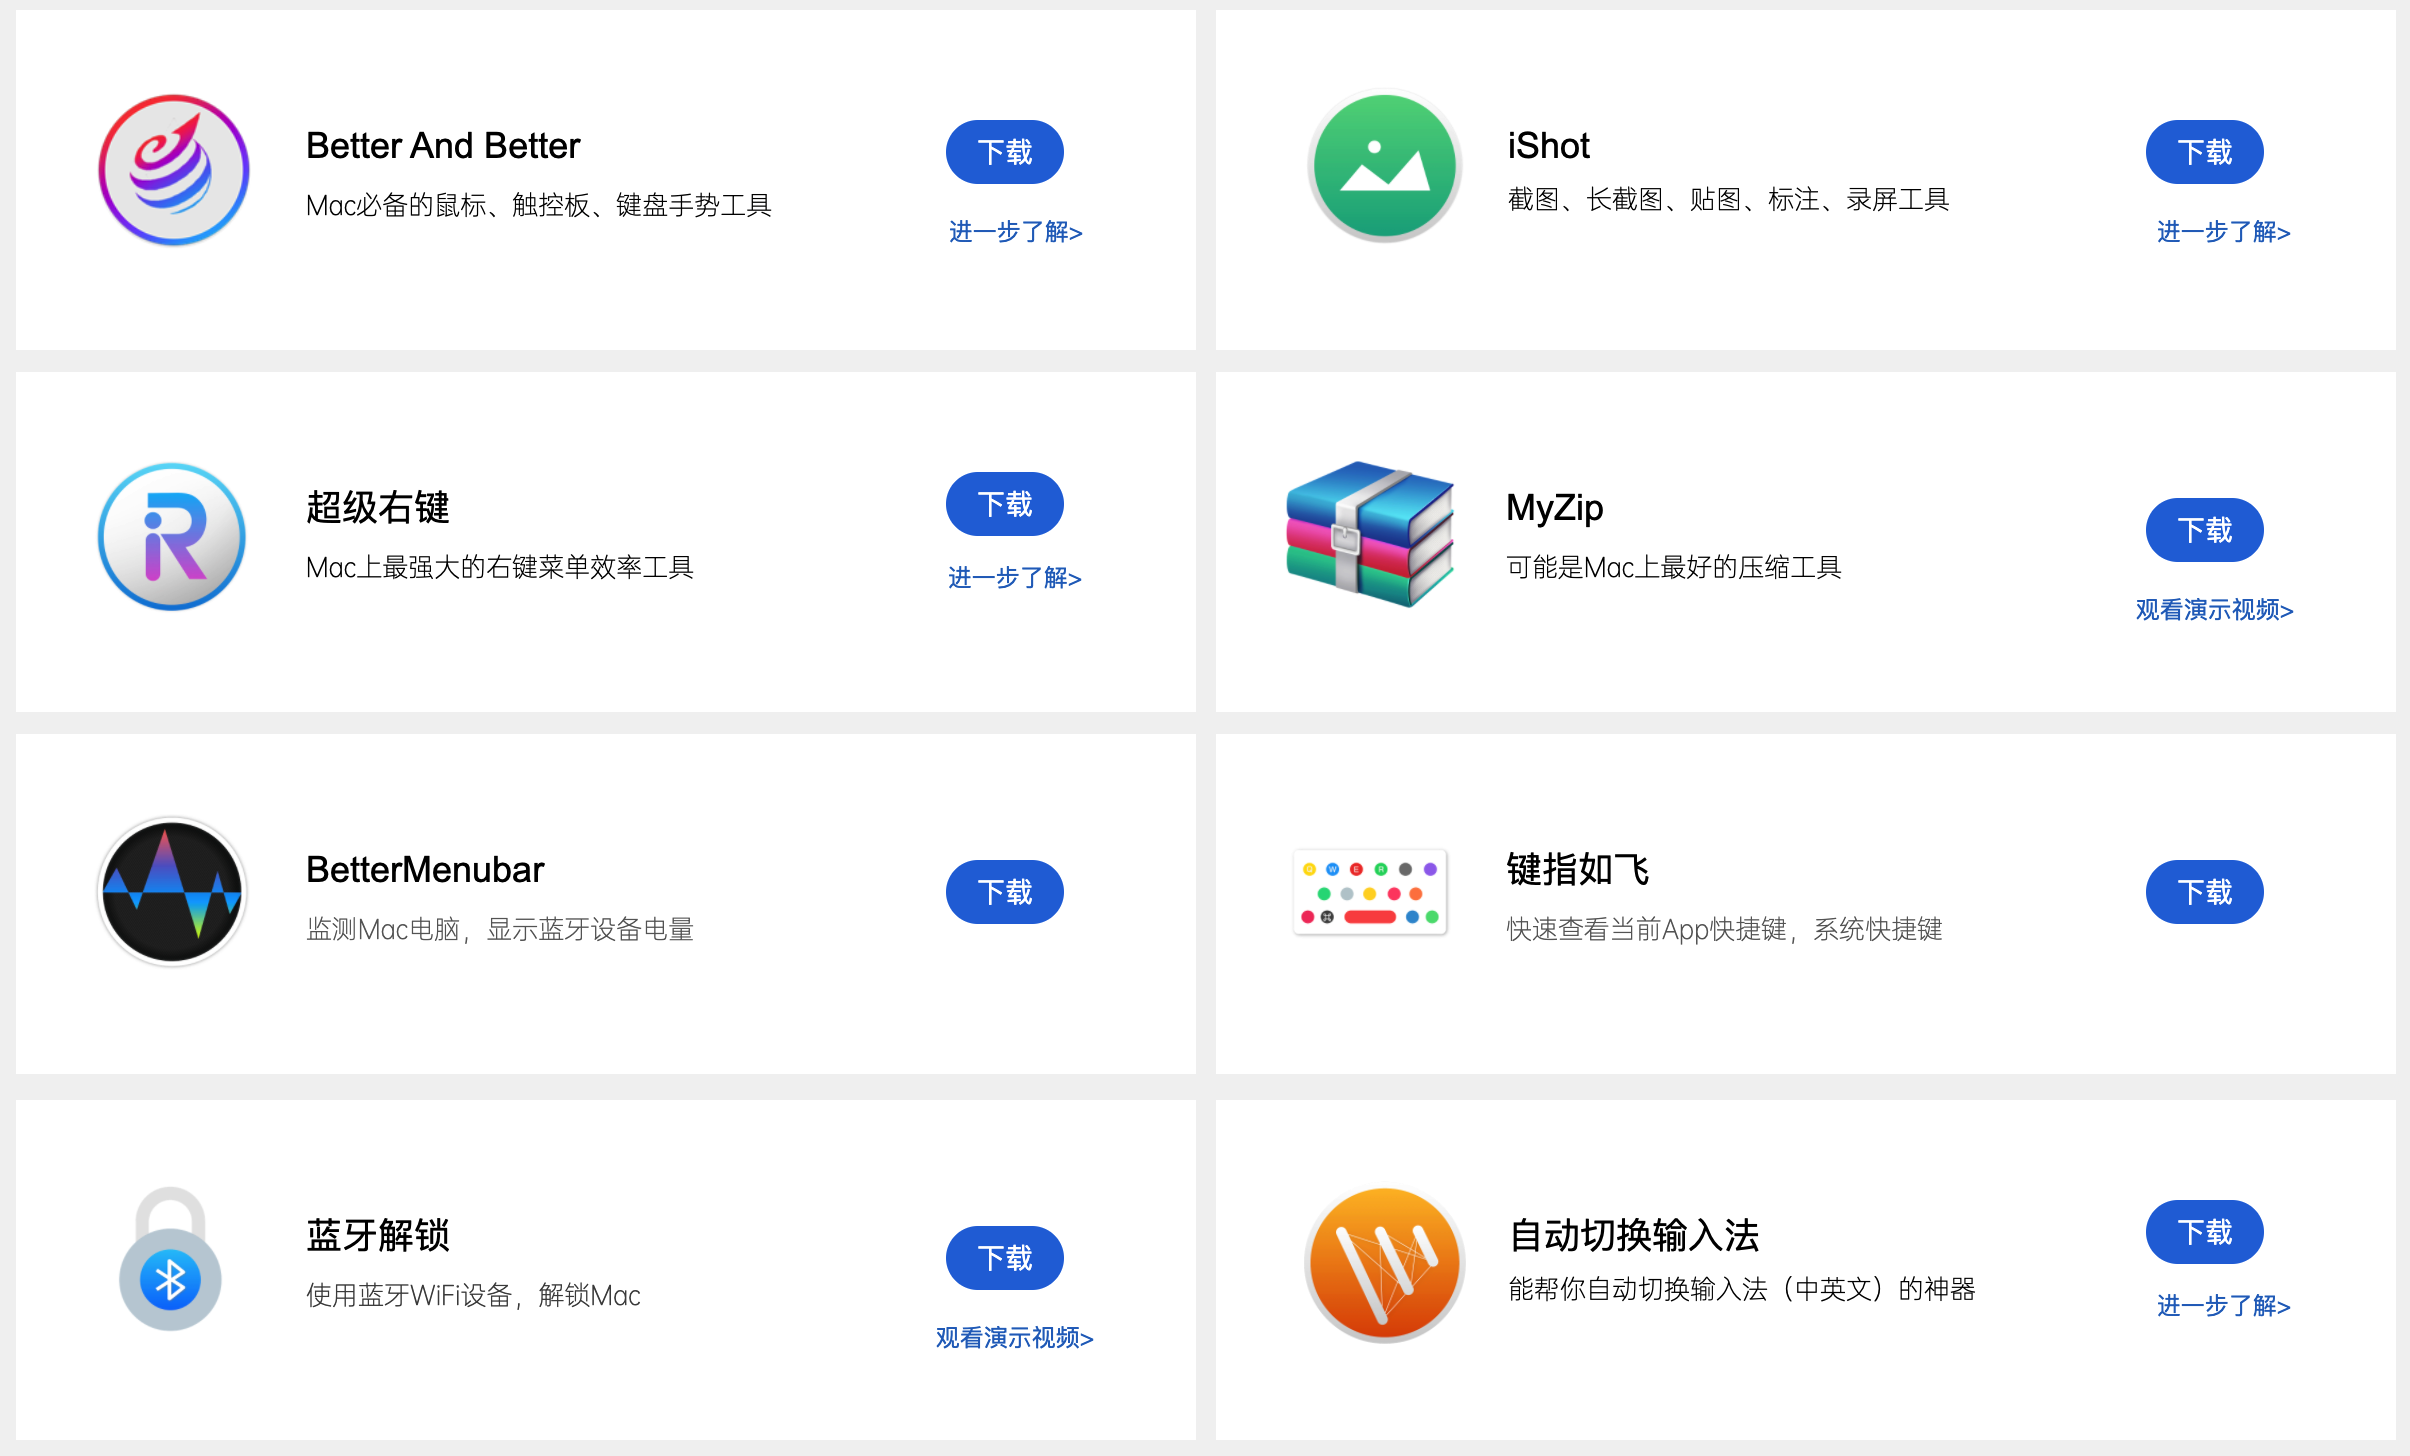 Better And Better
Mac必备的鼠标、触控板、键盘手势工具
下载
进一步了解>
iShot
截图、长截图、贴图、标注、录屏工具
下载
进一步了解>
超级右键
Mac上最强大的右键菜单效率工具
下载
进一步了解>
MyZip
可能是Mac上最好的压缩工具
下载
观看演示视频>
BetterMenubar
监测Mac电脑，显示蓝牙设备电量
下载
Q W E R
键指如飞
快速查看当前App快捷键，系统快捷键
下载
蓝牙解锁
使用蓝牙WiFi设备，解锁Mac
下载
观看演示视频>
自动切换输入法
能帮你自动切换输入法（中英文）的神器
下载
进一步了解>